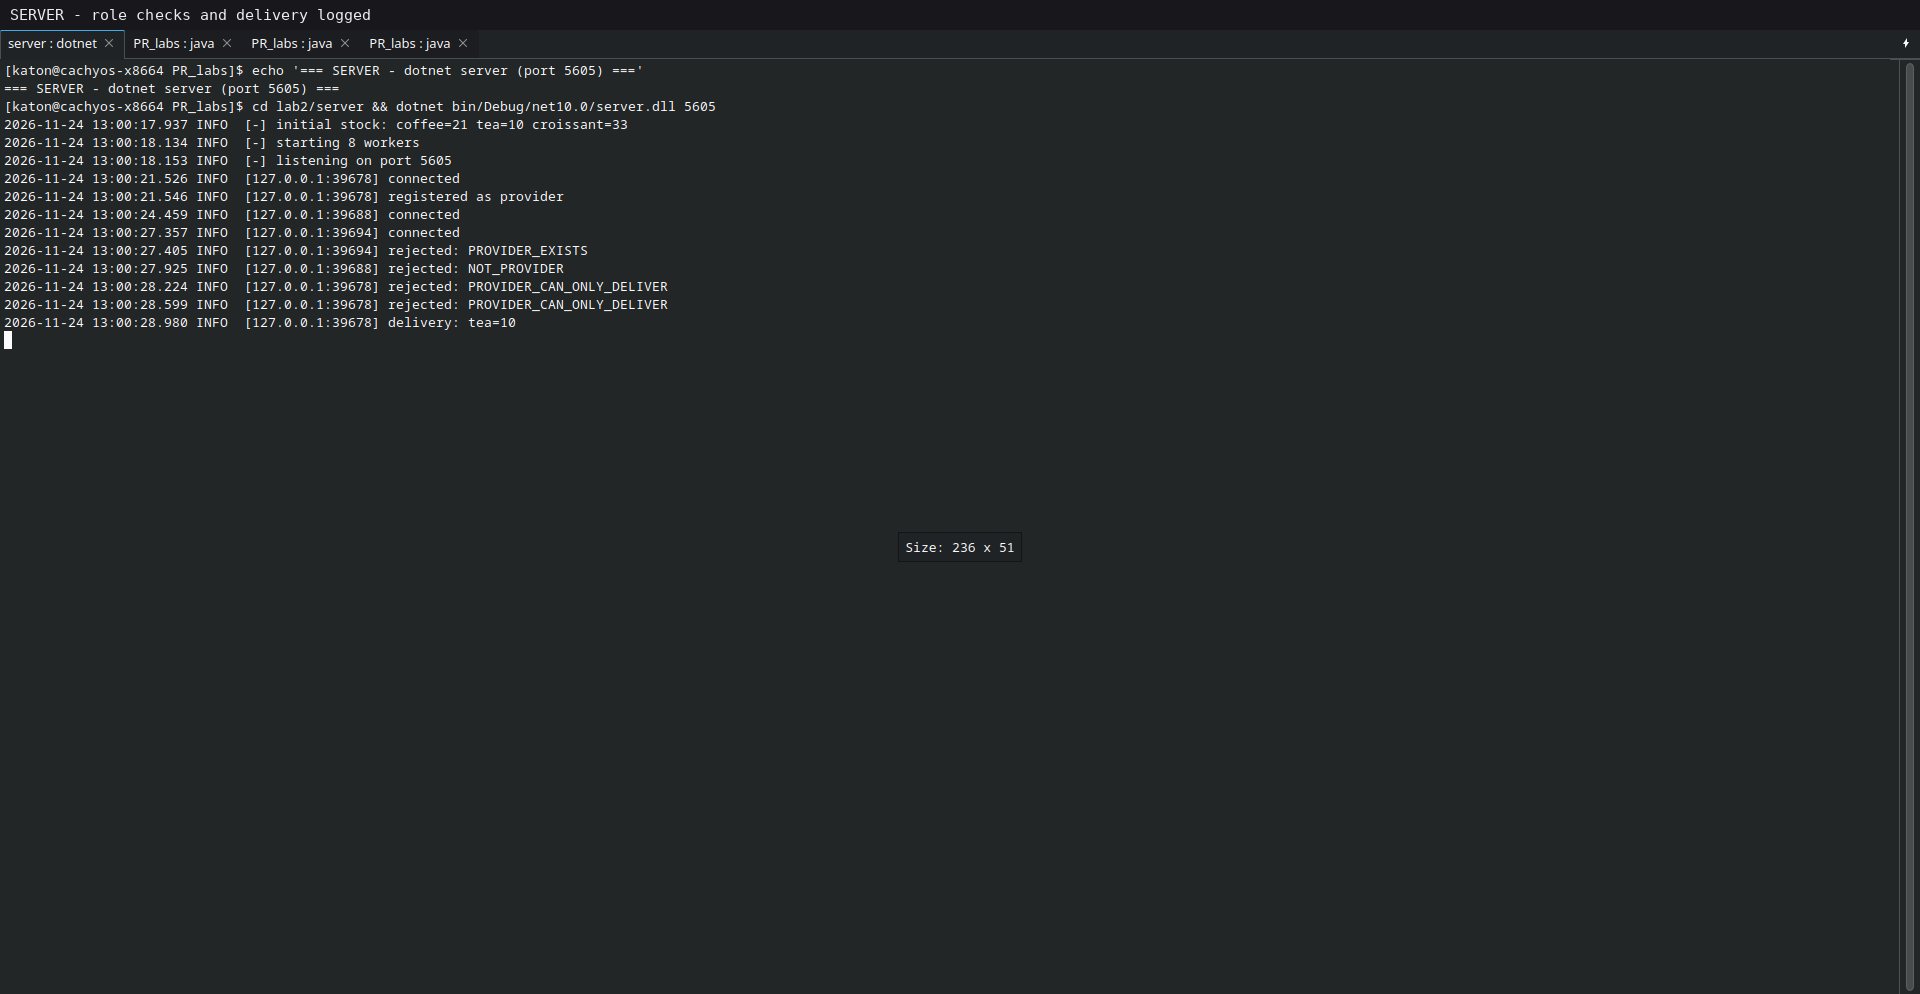 SERVER - role checks and delivery logged
server : dotnet PR_labs : java PR_labs : java PR_labs : java
[katon@cachyos-x8664 PR_labs]$ echo '=== SERVER - dotnet server (port 5605) ==='
=== SERVER - dotnet server (port 5605) ===
[katon@cachyos-x8664 PR_labs]$ cd lab2/server && dotnet bin/Debug/net10.0/server.dll 5605
2026-11-24 13:00:17.937 INFO  [-] initial stock: coffee=21 tea=10 croissant=33
2026-11-24 13:00:18.134 INFO  [-] starting 8 workers
2026-11-24 13:00:18.153 INFO  [-] listening on port 5605
2026-11-24 13:00:21.526 INFO  [127.0.0.1:39678] connected
2026-11-24 13:00:21.546 INFO  [127.0.0.1:39678] registered as provider
2026-11-24 13:00:24.459 INFO  [127.0.0.1:39688] connected
2026-11-24 13:00:27.357 INFO  [127.0.0.1:39694] connected
2026-11-24 13:00:27.405 INFO  [127.0.0.1:39694] rejected: PROVIDER_EXISTS
2026-11-24 13:00:27.925 INFO  [127.0.0.1:39688] rejected: NOT_PROVIDER
2026-11-24 13:00:28.224 INFO  [127.0.0.1:39678] rejected: PROVIDER_CAN_ONLY_DELIVER
2026-11-24 13:00:28.599 INFO  [127.0.0.1:39678] rejected: PROVIDER_CAN_ONLY_DELIVER
2026-11-24 13:00:28.980 INFO  [127.0.0.1:39678] delivery: tea=10
Size: 236 x 51